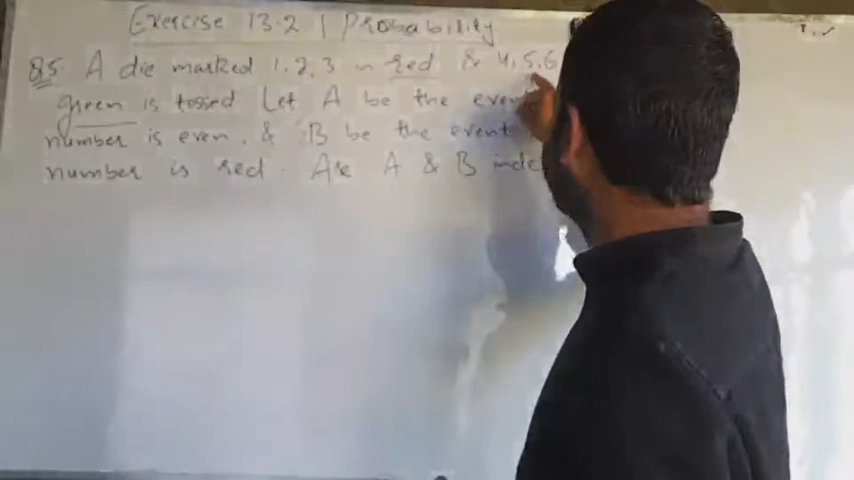 Exercise 13.2 | Probability
Q5 A die marked 1, 2, 3 in red & 4, 5, 6
green is tossed Let A be the event
number is even. & B be the event
number is red. Are A & B